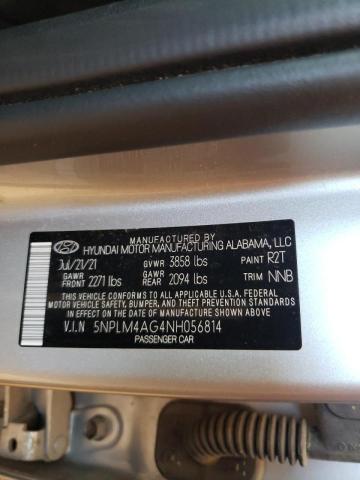 MANUFACTURED BY
HYUNDAI MOTOR MANUFACTURING ALABAMA, LLC
Jul/21/21 GVWR 3858 lbs PAINT R2T
GAWR FRONT 2271 lbs GAWR REAR 2094 lbs TRIM NNB
THIS VEHICLE CONFORMS TO ALL APPLICABLE U.S.A. FEDERAL
MOTOR VEHICLE SAFETY, BUMPER, AND THEFT PREVENTION STANDARDS
IN EFFECT ON THE DATE OF MANUFACTURE SHOWN ABOVE.
V.I.N 5NPLM4AG4NH056814
PASSENGER CAR